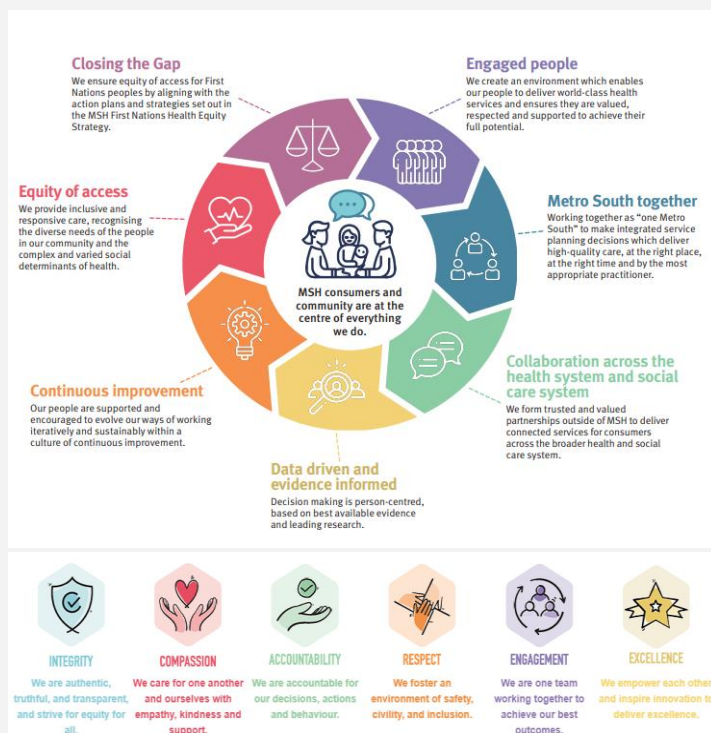 Closing the Gap
We ensure equity of access for First
Nations peoples by aligning with the
action plans and strategies set out in
the MSH First Nations Health Equity
Strategy.
Engaged people
We create an environment which enables
our people to deliver world-class health
services and ensures they are valued,
respected and supported to achieve their
full potential.
Equity of access
We provide inclusive and
responsive care, recognising
the diverse needs of the people
in our community and the
complex and varied social
determinants of health.
Metro South together
Working together as “one Metro
South” to make integrated service
planning decisions which deliver
high-quality care, at the right place,
at the right time and by the most
appropriate practitioner.
MSH consumers and
community are at the
centre of everything
we do.
Continuous improvement
Our people are supported and
encouraged to evolve our ways of working
iteratively and sustainably within a
culture of continuous improvement.
Collaboration across the
health system and social
care system
We form trusted and valued
partnerships outside of MSH to deliver
connected services for consumers
across the broader health and social
care system.
Data driven and
evidence informed
Decision making is person-centred,
based on best available evidence
and leading research.
INTEGRITY
We are authentic,
truthful, and transparent,
and strive for equity for
all.
COMPASSION
We care for one another
and ourselves with
empathy, kindness and
support.
ACCOUNTABILITY
We are accountable for
our decisions, actions
and behaviour.
RESPECT
We foster an
environment of safety,
civility, and inclusion.
ENGAGEMENT
We are one team
working together to
achieve our best
outcomes.
EXCELLENCE
We empower each other
and inspire innovation to
deliver excellence.